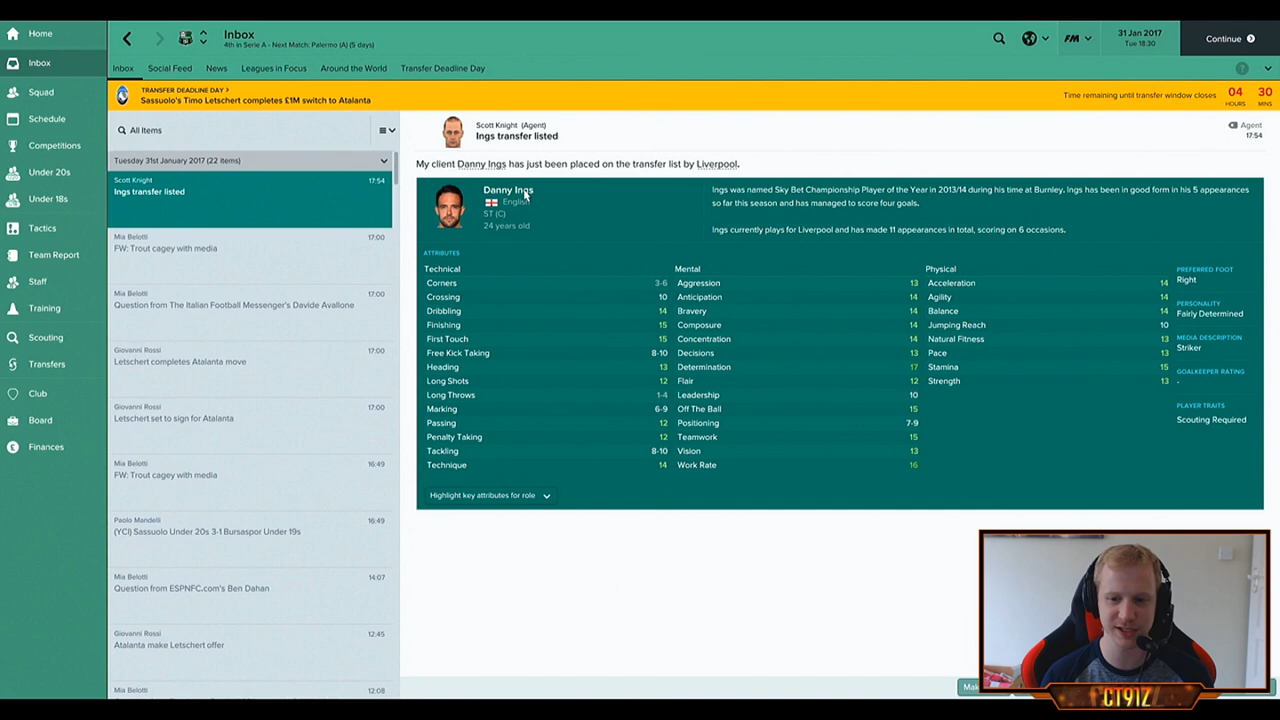 Home
Inbox
Squad
Schedule
Competitions
Under 20s
Under 18s
Tactics
Team Report
Staff
Training
Scouting
Transfers
Club
Board
Finances
Inbox
4th in Serie A - Next Match: Palermo (A) (5 days)
FM
31 Jan 2017
Tue 18:30
Continue
Inbox Social Feed News Leagues in Focus Around the World Transfer Deadline Day
?
TRANSFER DEADLINE DAY >
Sassuolo's Timo Letschert completes £1M switch to Atalanta
Time remaining until transfer window closes
04 30
HOURS MINS
All Items
Tuesday 31st January 2017 (22 items)
Scott Knight 17:54
Ings transfer listed
Mia Belotti 17:00
FW: Trout cagey with media
Mia Belotti 17:00
Question from The Italian Football Messenger's Davide Avallone
Giovanni Rossi 17:00
Letschert completes Atalanta move
Giovanni Rossi 17:00
Letschert set to sign for Atalanta
Mia Belotti 16:49
FW: Trout cagey with media
Paolo Mandelli 16:49
(YCI) Sassuolo Under 20s 3-1 Bursaspor Under 19s
Mia Belotti 14:07
Question from ESPNFC.com's Ben Dahan
Giovanni Rossi 12:45
Atalanta make Letschert offer
Mia Belotti 12:08
Scott Knight (Agent)
Ings transfer listed
Agent
17:54
My client Danny Ings has just been placed on the transfer list by Liverpool.
Danny Ings
English
ST (C)
24 years old
Ings was named Sky Bet Championship Player of the Year in 2013/14 during his time at Burnley. Ings has been in good form in his 5 appearances
so far this season and has managed to score four goals.
Ings currently plays for Liverpool and has made 11 appearances in total, scoring on 6 occasions.
ATTRIBUTES
Technical
Corners 3-6
Crossing 10
Dribbling 14
Finishing 15
First Touch 15
Free Kick Taking 8-10
Heading 13
Long Shots 12
Long Throws 1-4
Marking 6-9
Passing 12
Penalty Taking 12
Tackling 8-10
Technique 14
Mental
Aggression 13
Anticipation 14
Bravery 14
Composure 14
Concentration 14
Decisions 13
Determination 17
Flair 12
Leadership 10
Off The Ball 15
Positioning 7-9
Teamwork 15
Vision 13
Work Rate 16
Physical
Acceleration 14
Agility 14
Balance 14
Jumping Reach 10
Natural Fitness 13
Pace 13
Stamina 15
Strength 13
PREFERRED FOOT
Right
PERSONALITY
Fairly Determined
MEDIA DESCRIPTION
Striker
GOALKEEPER RATING
-
PLAYER TRAITS
Scouting Required
Highlight key attributes for role
CT91Z